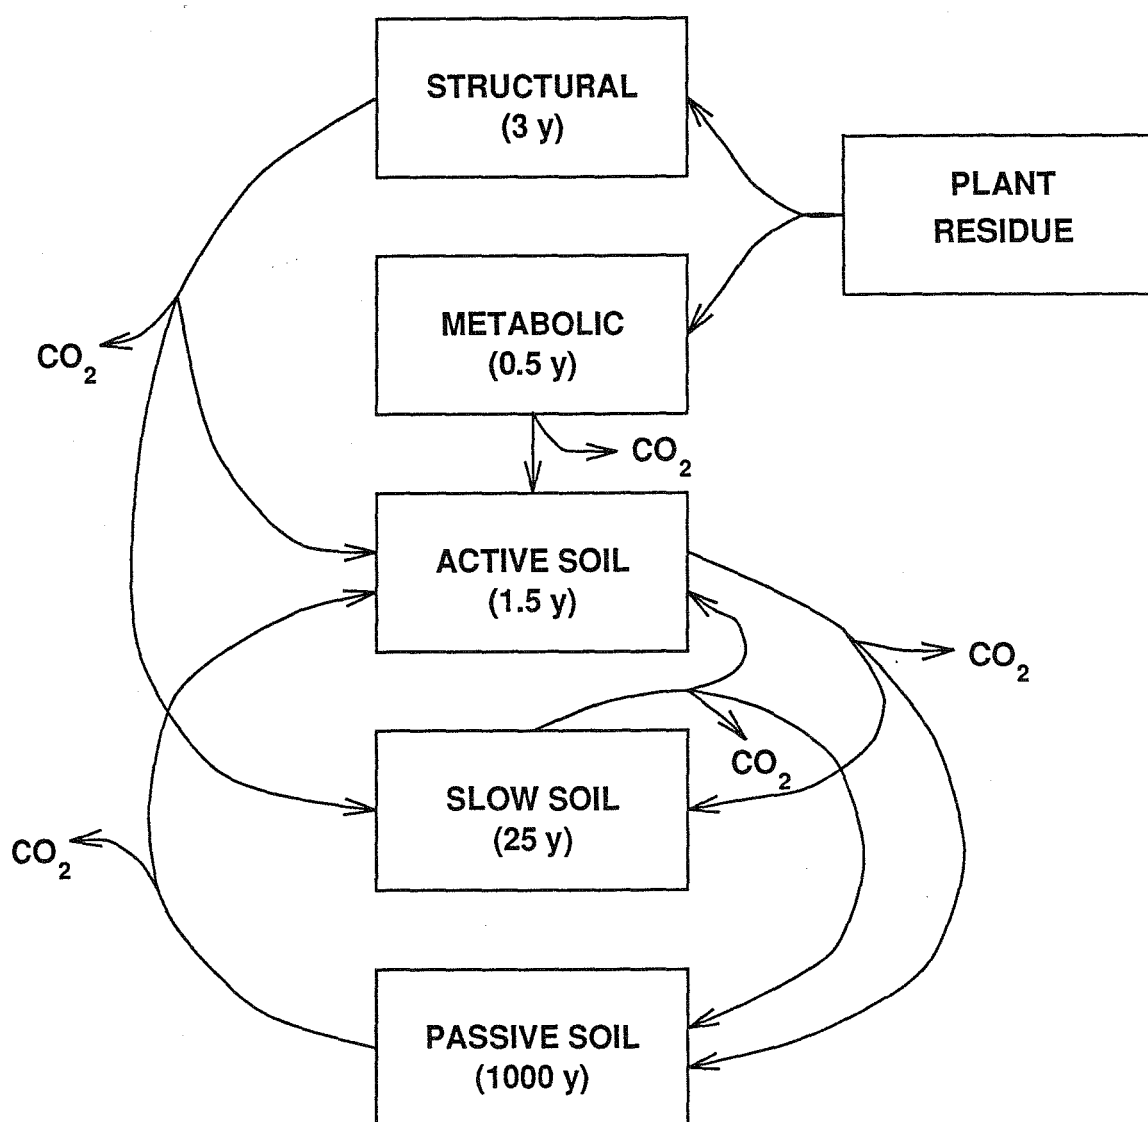 STRUCTURAL
(3 y)
PLANT
RESIDUE
METABOLIC
(0.5 y)
CO2
CO2
ACTIVE SOIL
(1.5 y)
CO2
CO2
SLOW SOIL
(25 y)
CO2
PASSIVE SOIL
(1000 y)